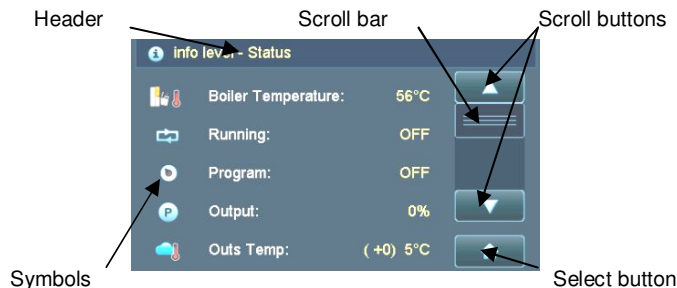 Header Scroll bar Scroll buttons
info level - Status
Boiler Temperature: 56°C
Running: OFF
Program: OFF
P Output: 0%
Outs Temp: ( +0) 5°C
Symbols Select button